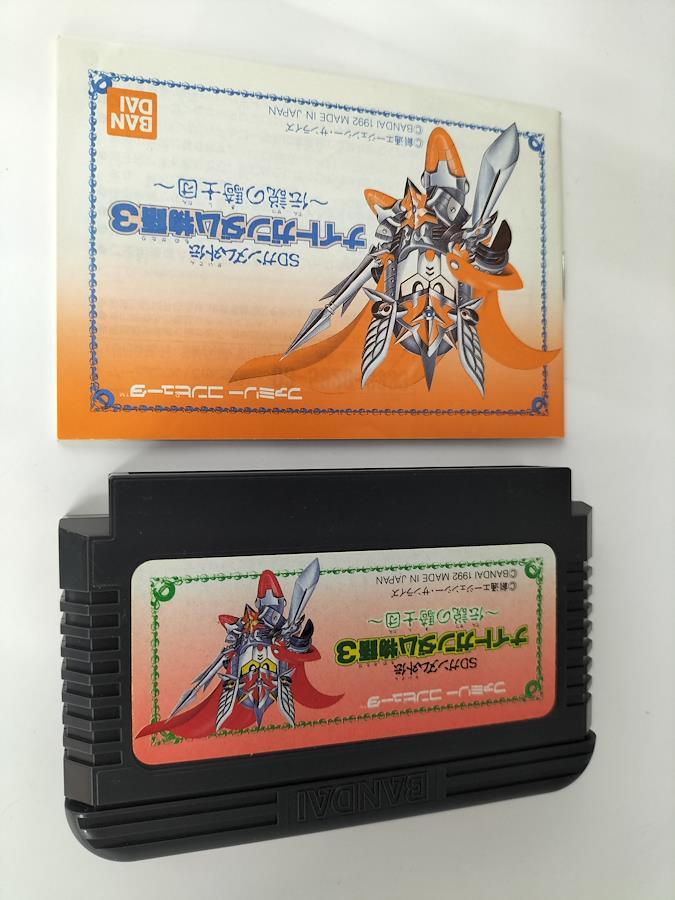 ファミリー コンピュータ™
SDガンダム外伝
ナイトガンダム物語3
～伝説の騎士団～
©創通エージェンシー・サンライズ
©BANDAI 1992 MADE IN JAPAN
BAN
DAI
BANDAI
ファミリー コンピュータ
SDガンダム外伝
ナイトガンダム物語3
～伝説の騎士団～
©創通エージェンシー・サンライズ
©BANDAI 1992 MADE IN JAPAN